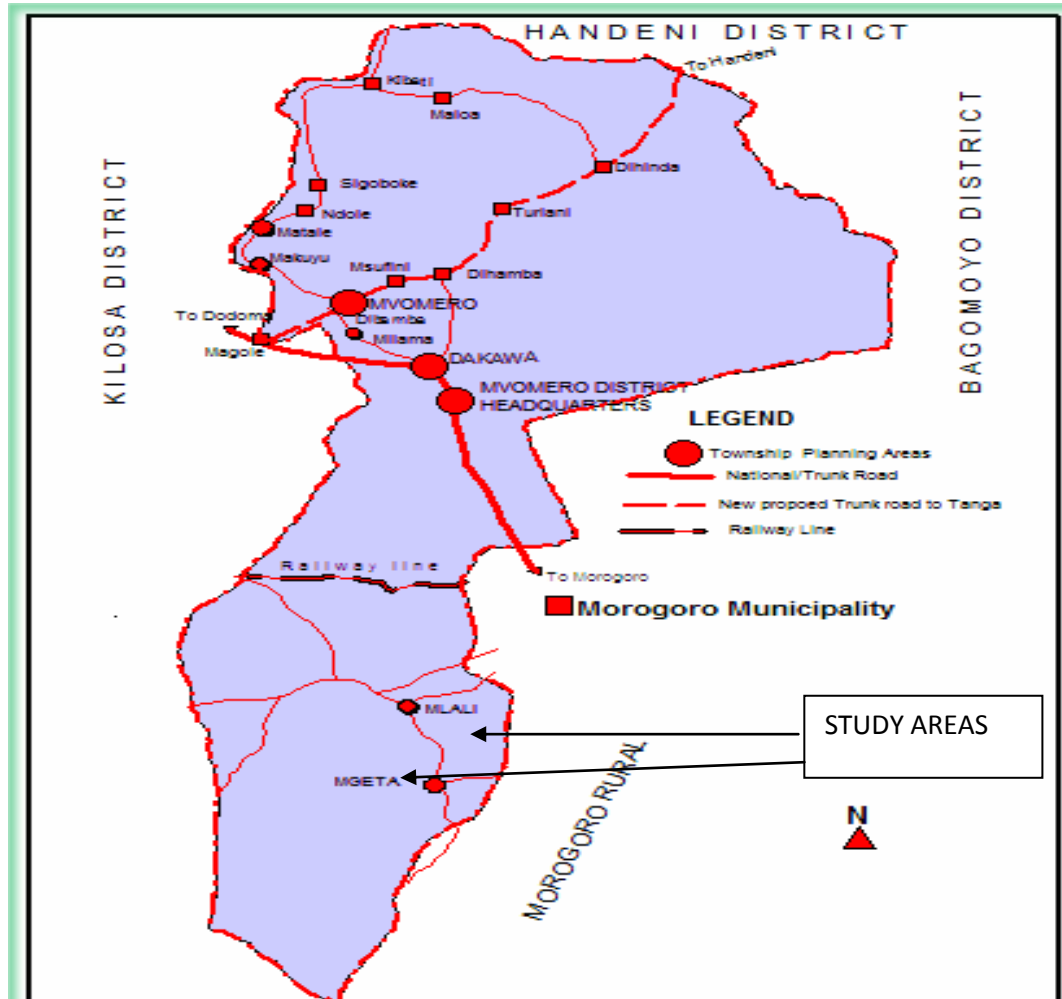 HANDENI DISTRICT
To Handeni
Kibati
Maloa
BAGOMOYO DISTRICT
KILOSA DISTRICT
Dihinda
Sigoboke
Ndole
Turiani
Matale
Makuyu
Msufini
Dihamba
MVOMERO
To Dodoma
Ditamba
Milama
Magole
DAKAWA
MVOMERO DISTRICT
HEADQUARTERS
LEGEND
Township Planning Areas
National/Trunk Road
New propoed Trunk road to Tanga
Railway Line
Railway line
To Morogoro
Morogoro Municipality
MLALI
STUDY AREAS
MGETA
MOROGORO RURAL
N